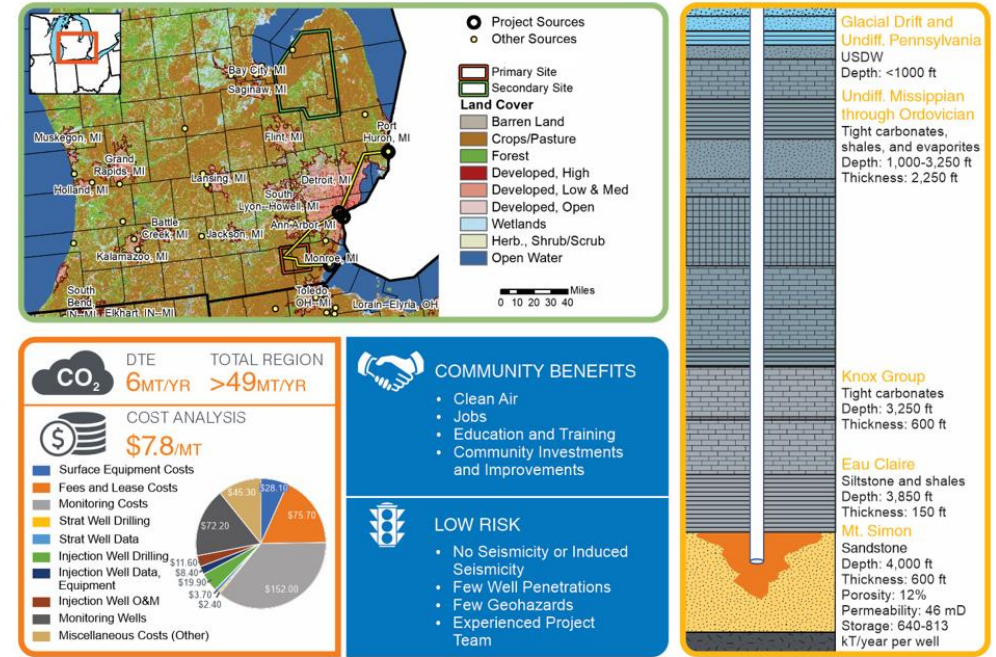 Project Sources
Other Sources
Primary Site
Secondary Site
Land Cover
Barren Land
Crops/Pasture
Forest
Developed, High
Developed, Low & Med
Developed, Open
Wetlands
Herb., Shrub/Scrub
Open Water
Miles
0 10 20 30 40
Bay City, MI
Saginaw, MI
Muskegon, MI
Grand
Rapids, MI
Holland, MI
Lansing, MI
Flint, MI
Port
Huron, MI
Detroit, MI
South
Lyon--Howell, MI
Ann Arbor, MI
Battle
Creek, MI
Jackson, MI
Kalamazoo, MI
Monroe, MI
South
Bend,
IN--MI
Elkhart, IN--MI
Toledo,
OH--MI
Lorain--Elyria, OH
CO2
DTE
6MT/YR
TOTAL REGION
>49MT/YR
COST ANALYSIS
$7.8/MT
Surface Equipment Costs
Fees and Lease Costs
Monitoring Costs
Strat Well Drilling
Strat Well Data
Injection Well Drilling
Injection Well Data,
Equipment
Injection Well O&M
Monitoring Wells
Miscellaneous Costs (Other)
$28.10
$75.70
$152.00
$2.40
$3.70
$19.90
$8.40
$11.60
$72.20
$45.30
COMMUNITY BENEFITS
• Clean Air
• Jobs
• Education and Training
• Community Investments
and Improvements
LOW RISK
• No Seismicity or Induced
Seismicity
• Few Well Penetrations
• Few Geohazards
• Experienced Project
Team
Glacial Drift and
Undiff. Pennsylvania
USDW
Depth: <1000 ft
Undiff. Missippian
through Ordovician
Tight carbonates,
shales, and evaporites
Depth: 1,000-3,250 ft
Thickness: 2,250 ft
Knox Group
Tight carbonates
Depth: 3,250 ft
Thickness: 600 ft
Eau Claire
Siltstone and shales
Depth: 3,850 ft
Thickness: 150 ft
Mt. Simon
Sandstone
Depth: 4,000 ft
Thickness: 600 ft
Porosity: 12%
Permeability: 46 mD
Storage: 640-813
kT/year per well